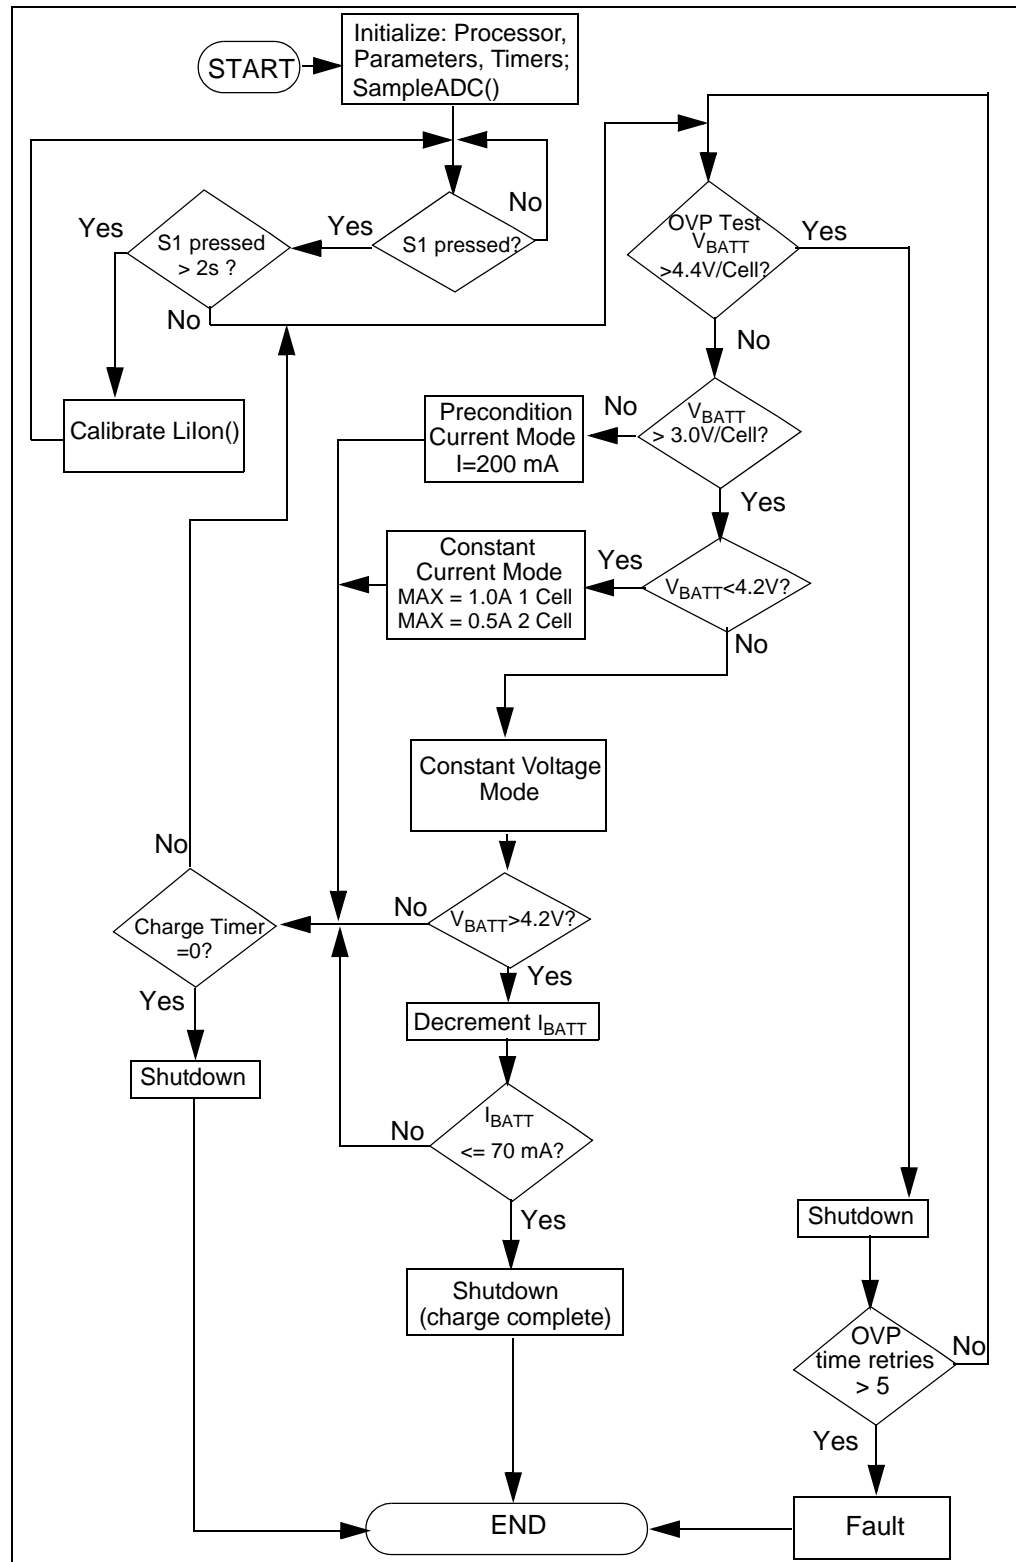 START
Initialize: Processor,
Parameters, Timers;
SampleADC()
No
Yes
S1 pressed?
Yes
S1 pressed
> 2s ?
No
Calibrate LiIon()
OVP Test
VBATT
>4.4V/Cell?
Yes
No
VBATT
> 3.0V/Cell?
No
Precondition
Current Mode
I=200 mA
Yes
VBATT<4.2V?
Yes
Constant
Current Mode
MAX = 1.0A 1 Cell
MAX = 0.5A 2 Cell
No
Constant Voltage
Mode
VBATT>4.2V?
No
No
Charge Timer
=0?
Yes
Shutdown
Yes
Decrement IBATT
IBATT
<= 70 mA?
No
Yes
Shutdown
(charge complete)
Shutdown
OVP
time retries
> 5
No
Yes
Fault
END